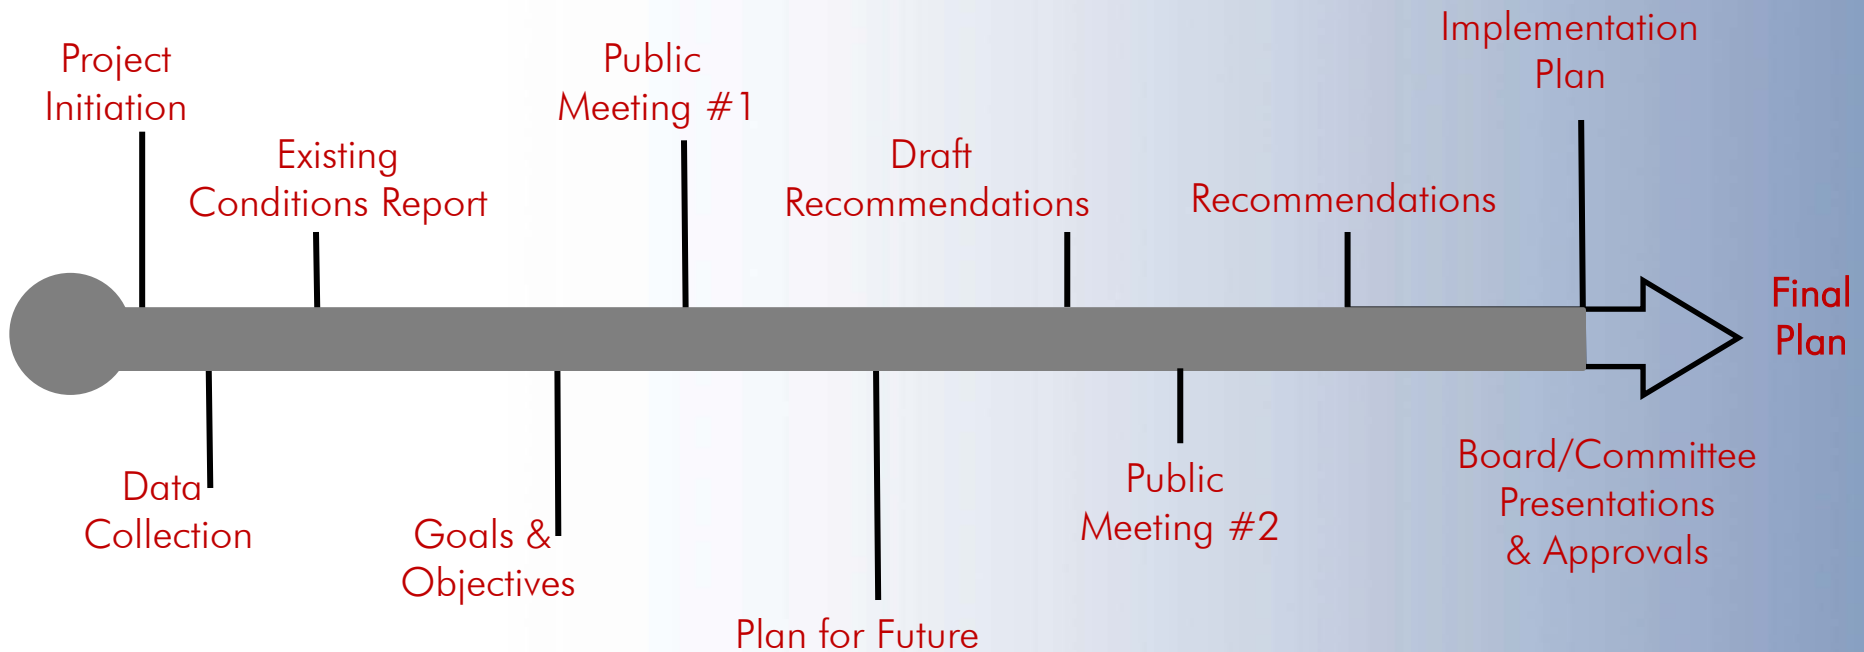 Project
Initiation
Existing
Conditions Report
Public
Meeting #1
Draft
Recommendations
Recommendations
Implementation
Plan
Final
Plan
Data
Collection
Goals &
Objectives
Plan for Future
Public
Meeting #2
Board/Committee
Presentations
& Approvals